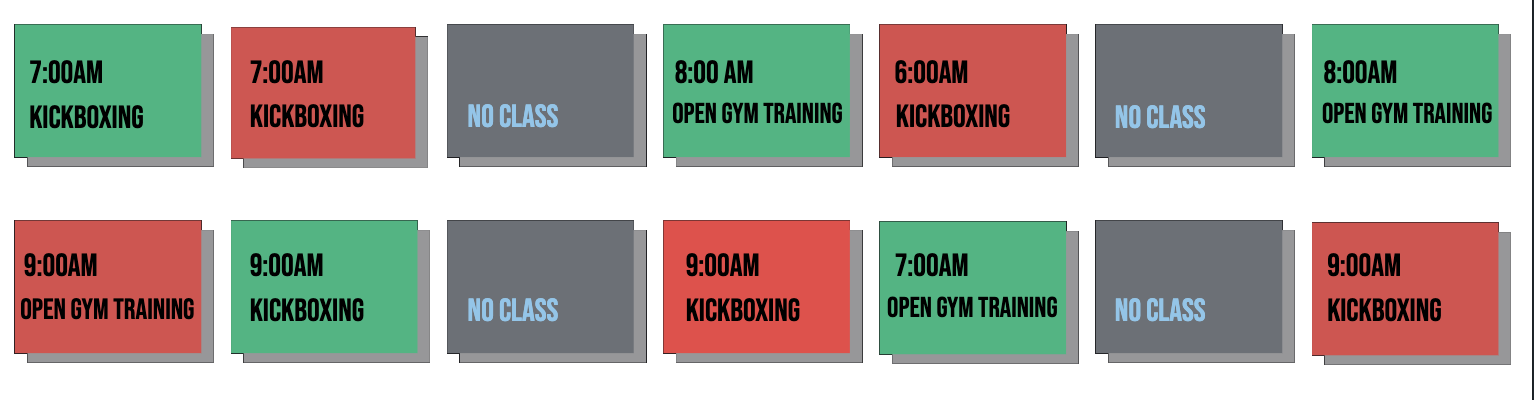 7:00AM
KICKBOXING
7:00AM
KICKBOXING
NO CLASS
8:00 AM
OPEN GYM TRAINING
6:00AM
KICKBOXING
NO CLASS
8:00AM
OPEN GYM TRAINING
9:00AM
OPEN GYM TRAINING
9:00AM
KICKBOXING
NO CLASS
9:00AM
KICKBOXING
7:00AM
OPEN GYM TRAINING
NO CLASS
9:00AM
KICKBOXING